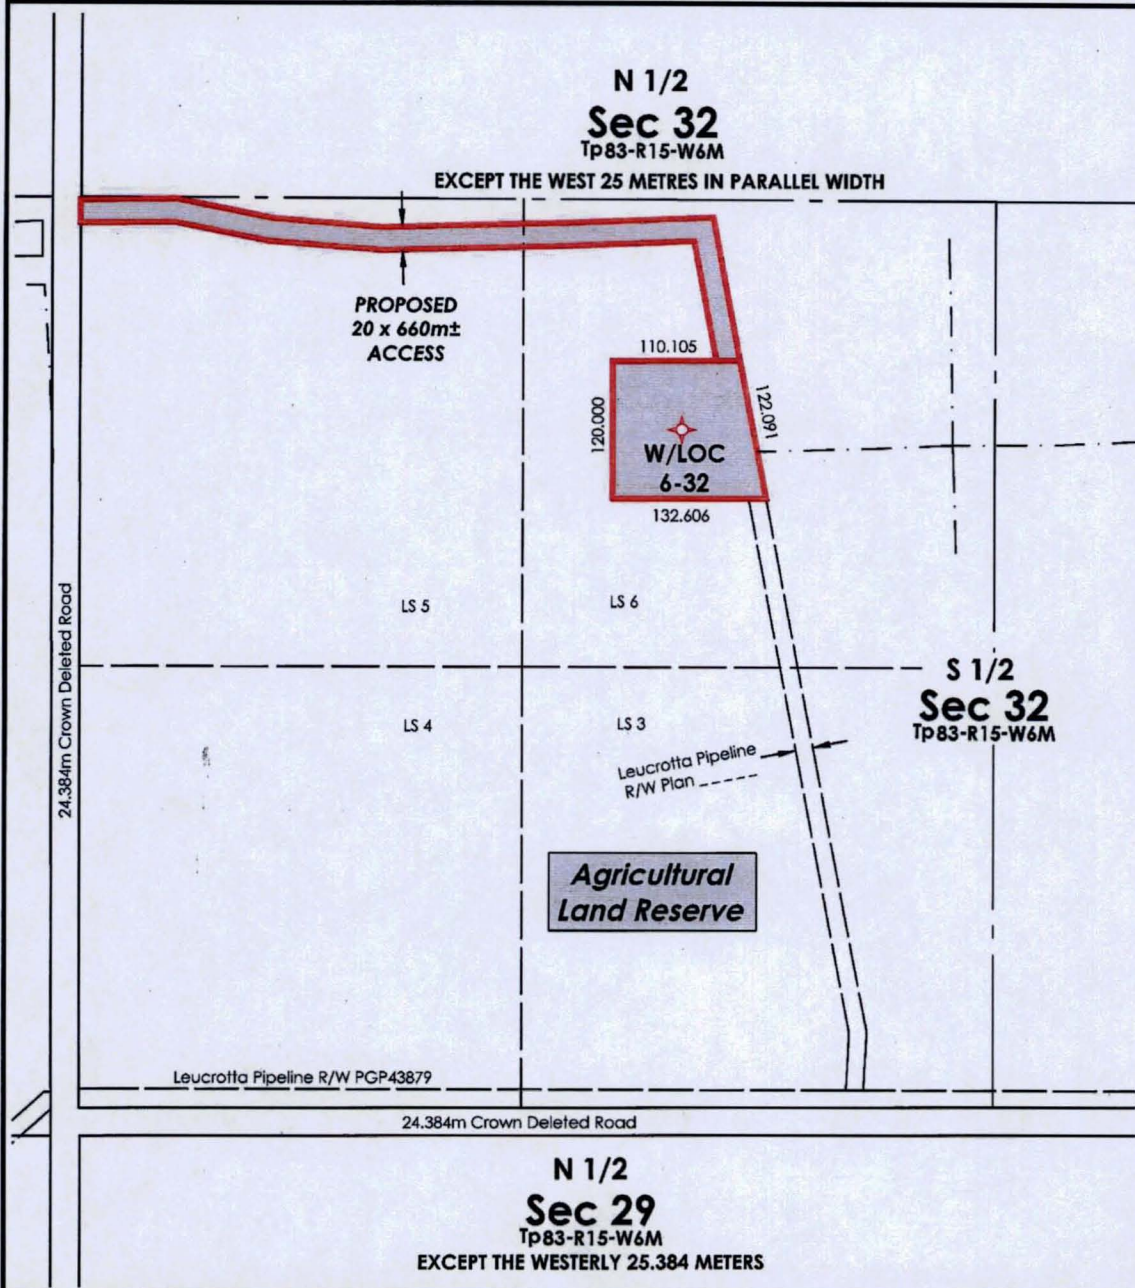 N 1/2
Sec 32
Tp83-R15-W6M
EXCEPT THE WEST 25 METRES IN PARALLEL WIDTH
PROPOSED
20 x 660m±
ACCESS
110.105
120.000
122.091
W/LOC
6-32
132.606
LS 5
LS 6
24.384m Crown Deleted Road
S 1/2
Sec 32
Tp83-R15-W6M
LS 4
LS 3
Leucrotta Pipeline
R/W Plan ------
Agricultural
Land Reserve
Leucrotta Pipeline R/W PGP43879
24.384m Crown Deleted Road
N 1/2
Sec 29
Tp83-R15-W6M
EXCEPT THE WESTERLY 25.384 METERS